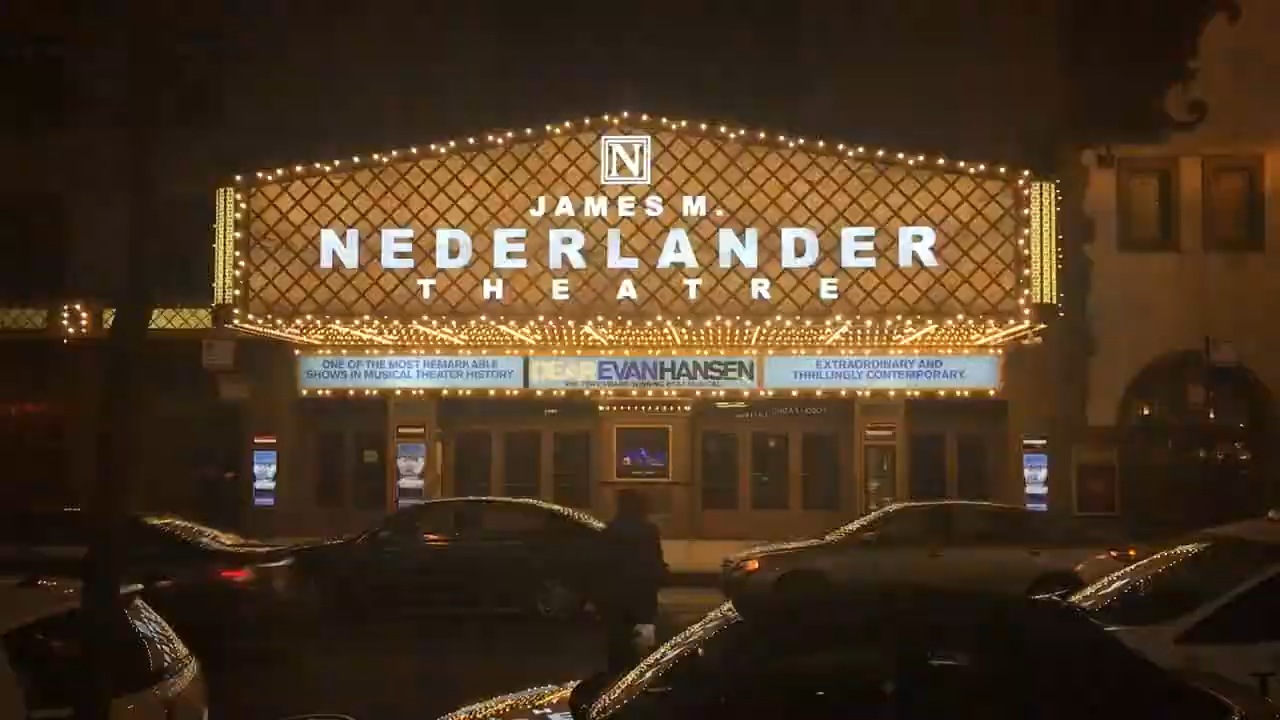 N
JAMES M.
NEDERLANDER
THEATRE
ONE OF THE MOST REMARKABLE
SHOWS IN MUSICAL THEATER HISTORY
DEAR EVAN HANSEN
EXTRAORDINARY AND
THRILLINGLY CONTEMPORARY.